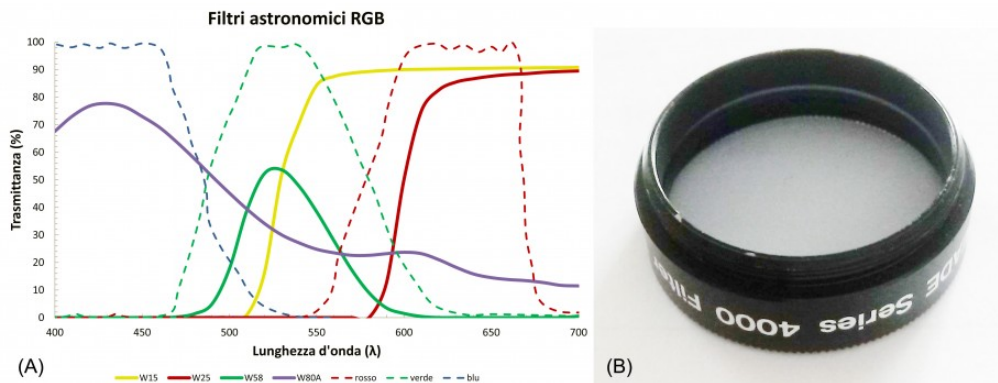 Filtri astronomici RGB
Trasmittanza (%)
100
90
80
70
60
50
40
30
20
10
0
400
450
500
550
600
650
700
Lunghezza d'onda (λ)
W15
W25
W58
W80A
rosso
verde
blu
(A)
ADE Series 4000 Filter
(B)